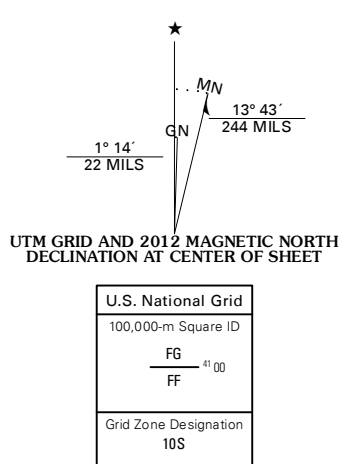 ★
MN
13° 43´
244 MILS
GN
1° 14´
22 MILS
UTM GRID AND 2012 MAGNETIC NORTH
DECLINATION AT CENTER OF SHEET
U.S. National Grid
100,000-m Square ID
FG
41 00
FF
Grid Zone Designation
10S